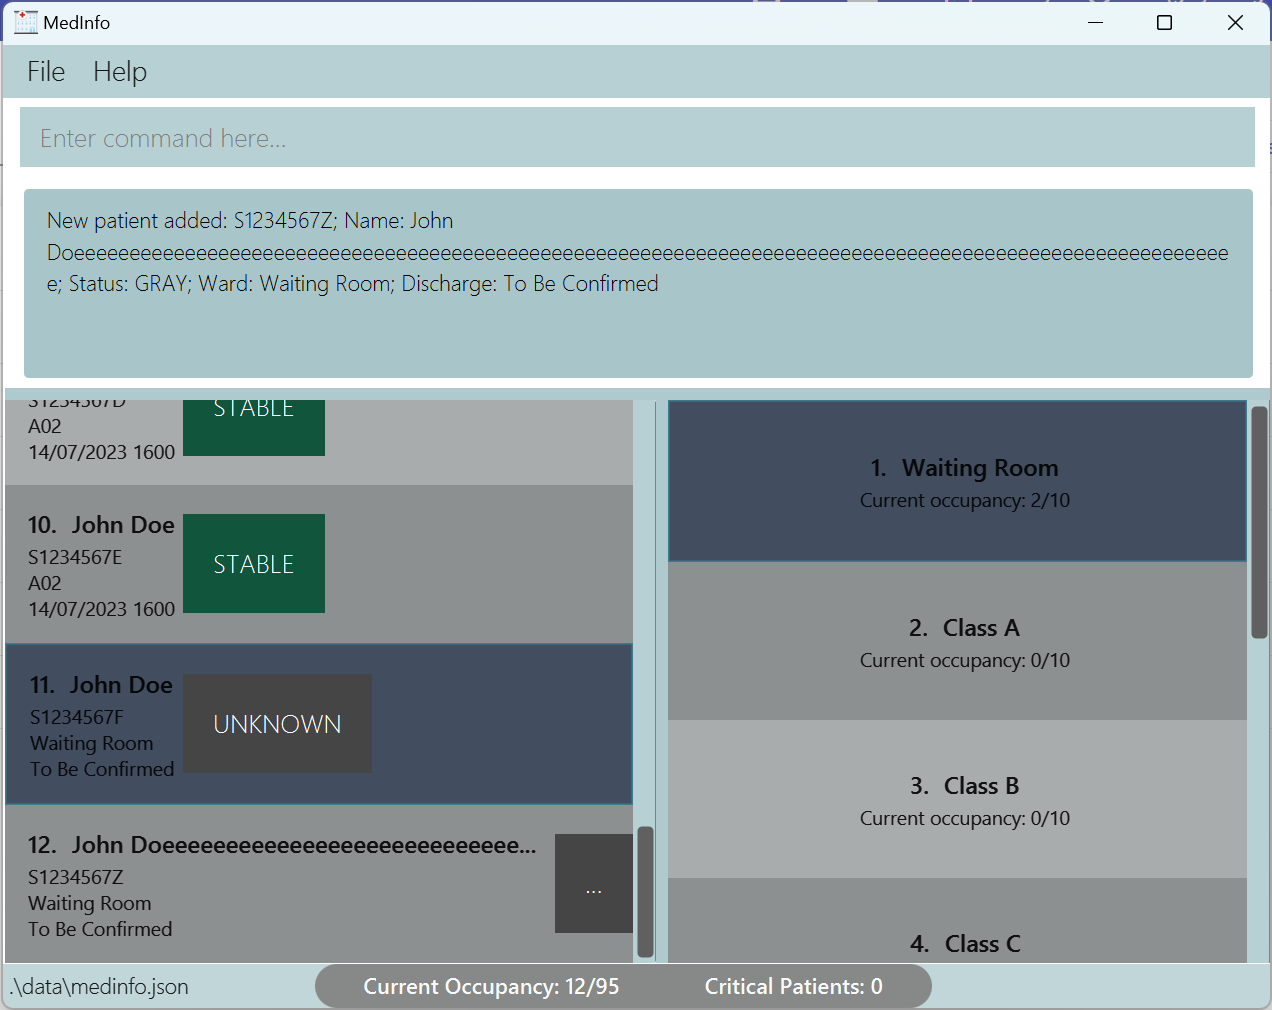 MedInfo
File Help
Enter command here...
New patient added: S1234567Z; Name: John
Doeeeeeeeeeeeeeeeeeeeeeeeeeeeeeeeeeeeeeeeeeeeeeeeeeeeeeeeeeeeeeeeeeeeeeeeeeeeeeeeeeeeeeeeeeeeeeeeeeee
e; Status: GRAY; Ward: Waiting Room; Discharge: To Be Confirmed
S1234567D
A02
14/07/2023 1600
STABLE
10. John Doe
S1234567E
A02
14/07/2023 1600
STABLE
11. John Doe
S1234567F
Waiting Room
To Be Confirmed
UNKNOWN
12. John Doeeeeeeeeeeeeeeeeeeeeeeeeeeeee...
S1234567Z
Waiting Room
To Be Confirmed
...
1. Waiting Room
Current occupancy: 2/10
2. Class A
Current occupancy: 0/10
3. Class B
Current occupancy: 0/10
4. Class C
.\data\medinfo.json
Current Occupancy: 12/95
Critical Patients: 0